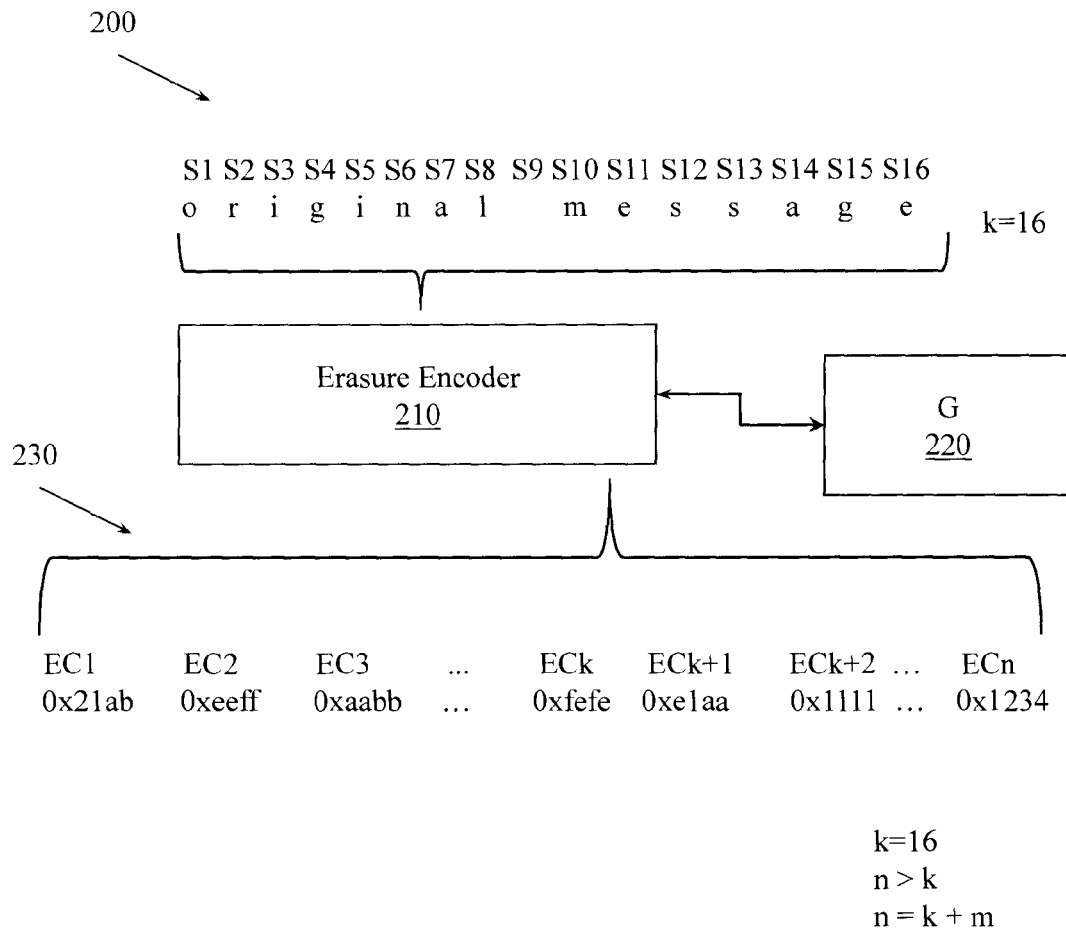 200
S1 S2 S3 S4 S5 S6 S7 S8 S9 S10 S11 S12 S13 S14 S15 S16
o r i g i n a l m e s s a g e
k=16
Erasure Encoder
210
G
220
230
EC1 EC2 EC3 ... ECk ECk+1 ECk+2 ... ECn
0x21ab 0xeeff 0xaabb ... 0xfefe 0xe1aa 0x1111 ... 0x1234
k=16
n > k
n = k + m